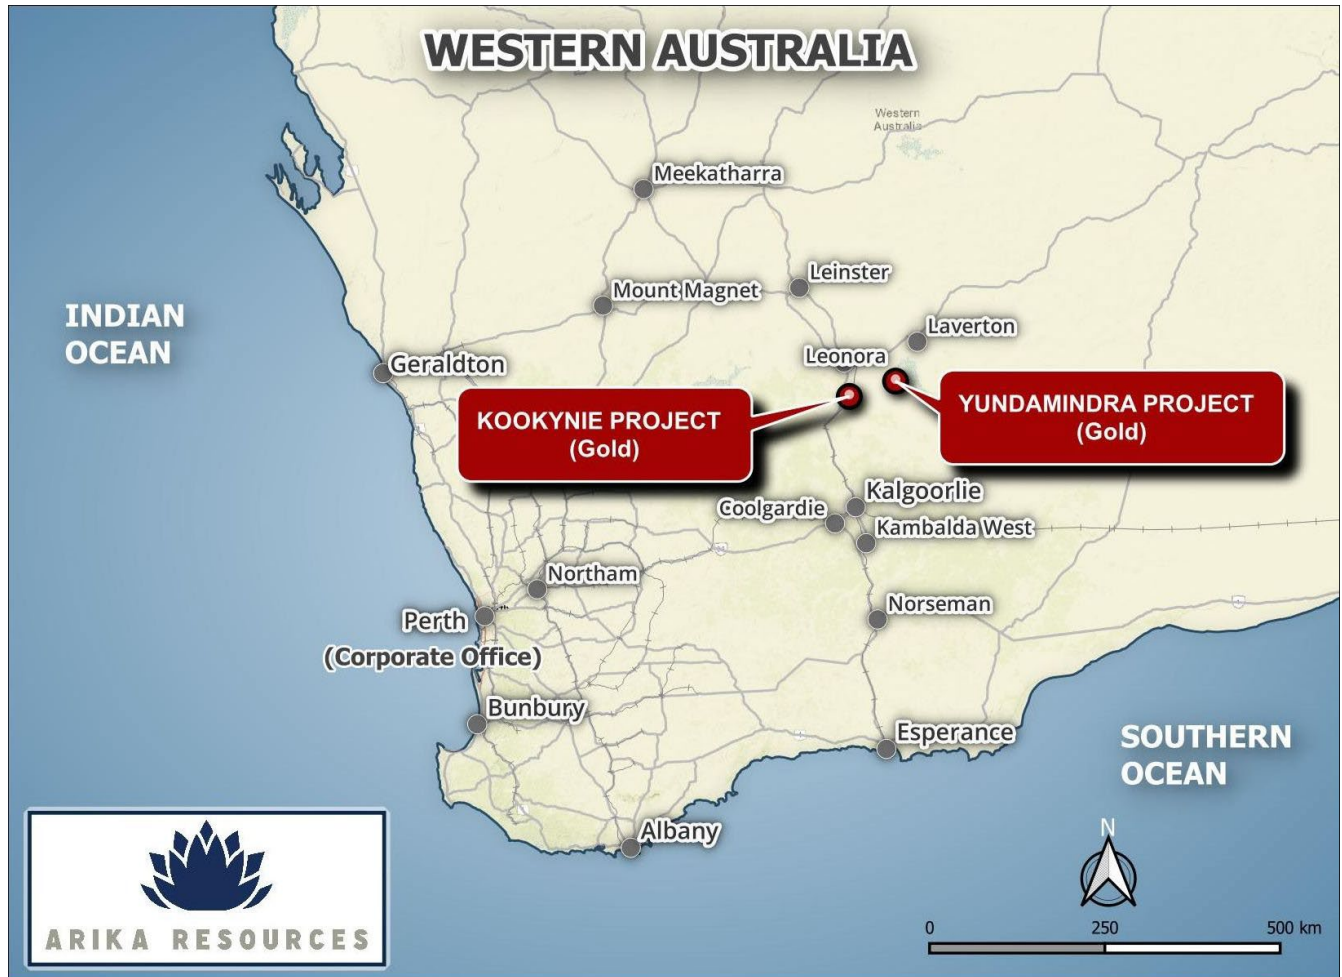 WESTERN AUSTRALIA
Western
Australia
Meekatharra
Leinster
Mount Magnet
INDIAN
OCEAN
Laverton
Leonora
Geraldton
KOOKYNIE PROJECT
(Gold)
YUNDAMINDRA PROJECT
(Gold)
Kalgoorlie
Coolgardie
Kambalda West
Northam
Norseman
Perth
(Corporate Office)
Bunbury
Esperance
SOUTHERN
OCEAN
Albany
N
ARIKA RESOURCES
0 250 500 km